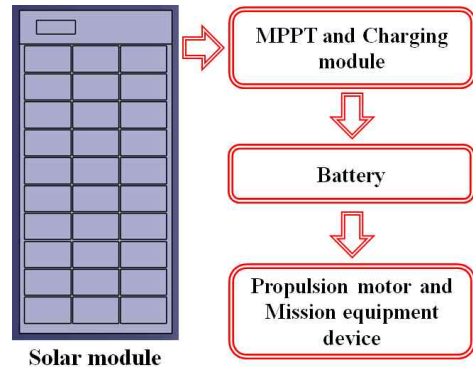 MPPT and Charging
module
Battery
Propulsion motor and
Mission equipment
device
Solar module